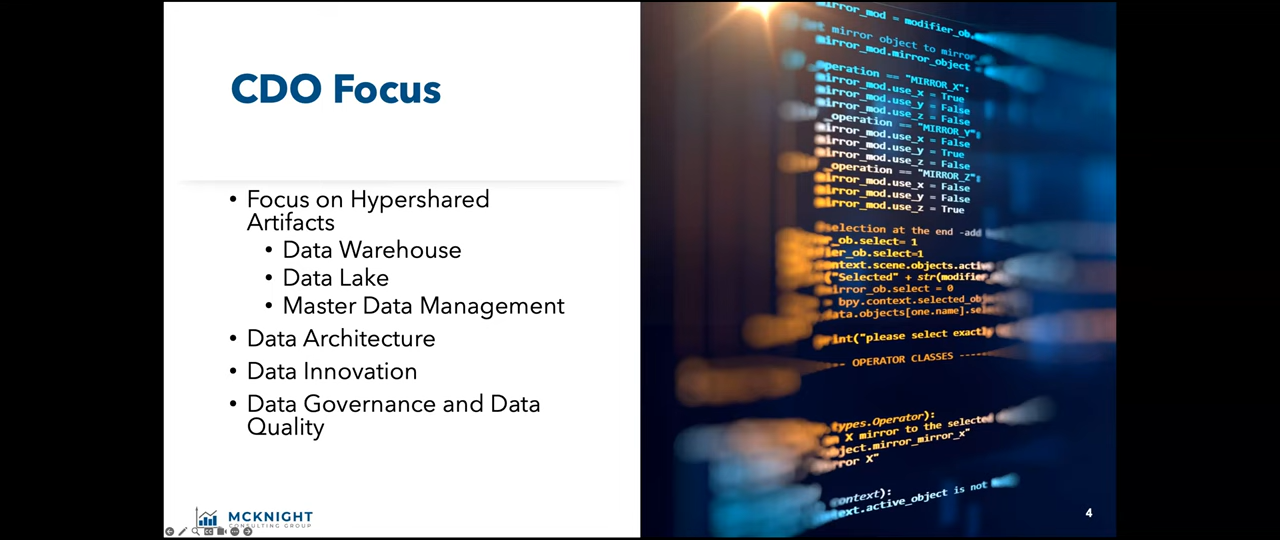 CDO Focus
• Focus on Hypershared
Artifacts
• Data Warehouse
• Data Lake
• Master Data Management
• Data Architecture
• Data Innovation
• Data Governance and Data
Quality
MCKNIGHT
CONSULTING GROUP
mirror_mod = modifier_ob.
mirror object to mirror
mirror_mod.mirror_object
_operation == "MIRROR_X":
mirror_mod.use_x = True
mirror_mod.use_y = False
mirror_mod.use_z = False
_operation == "MIRROR_Y":
mirror_mod.use_x = False
mirror_mod.use_y = True
mirror_mod.use_z = False
_operation == "MIRROR_Z":
mirror_mod.use_x = False
mirror_mod.use_y = False
mirror_mod.use_z = True
selection at the end -add
_ob.select= 1
er_ob.select=1
ntext.scene.objects.activ
("Selected" + str(modifier
mirror_ob.select = 0
= bpy.context.selected_obj
data.objects[one.name].sel
print("please select exactl
-- OPERATOR CLASSES ----
types.Operator):
X mirror to the selected
ject.mirror_mirror_x"
ror X"
context):
text.active_object is not
4